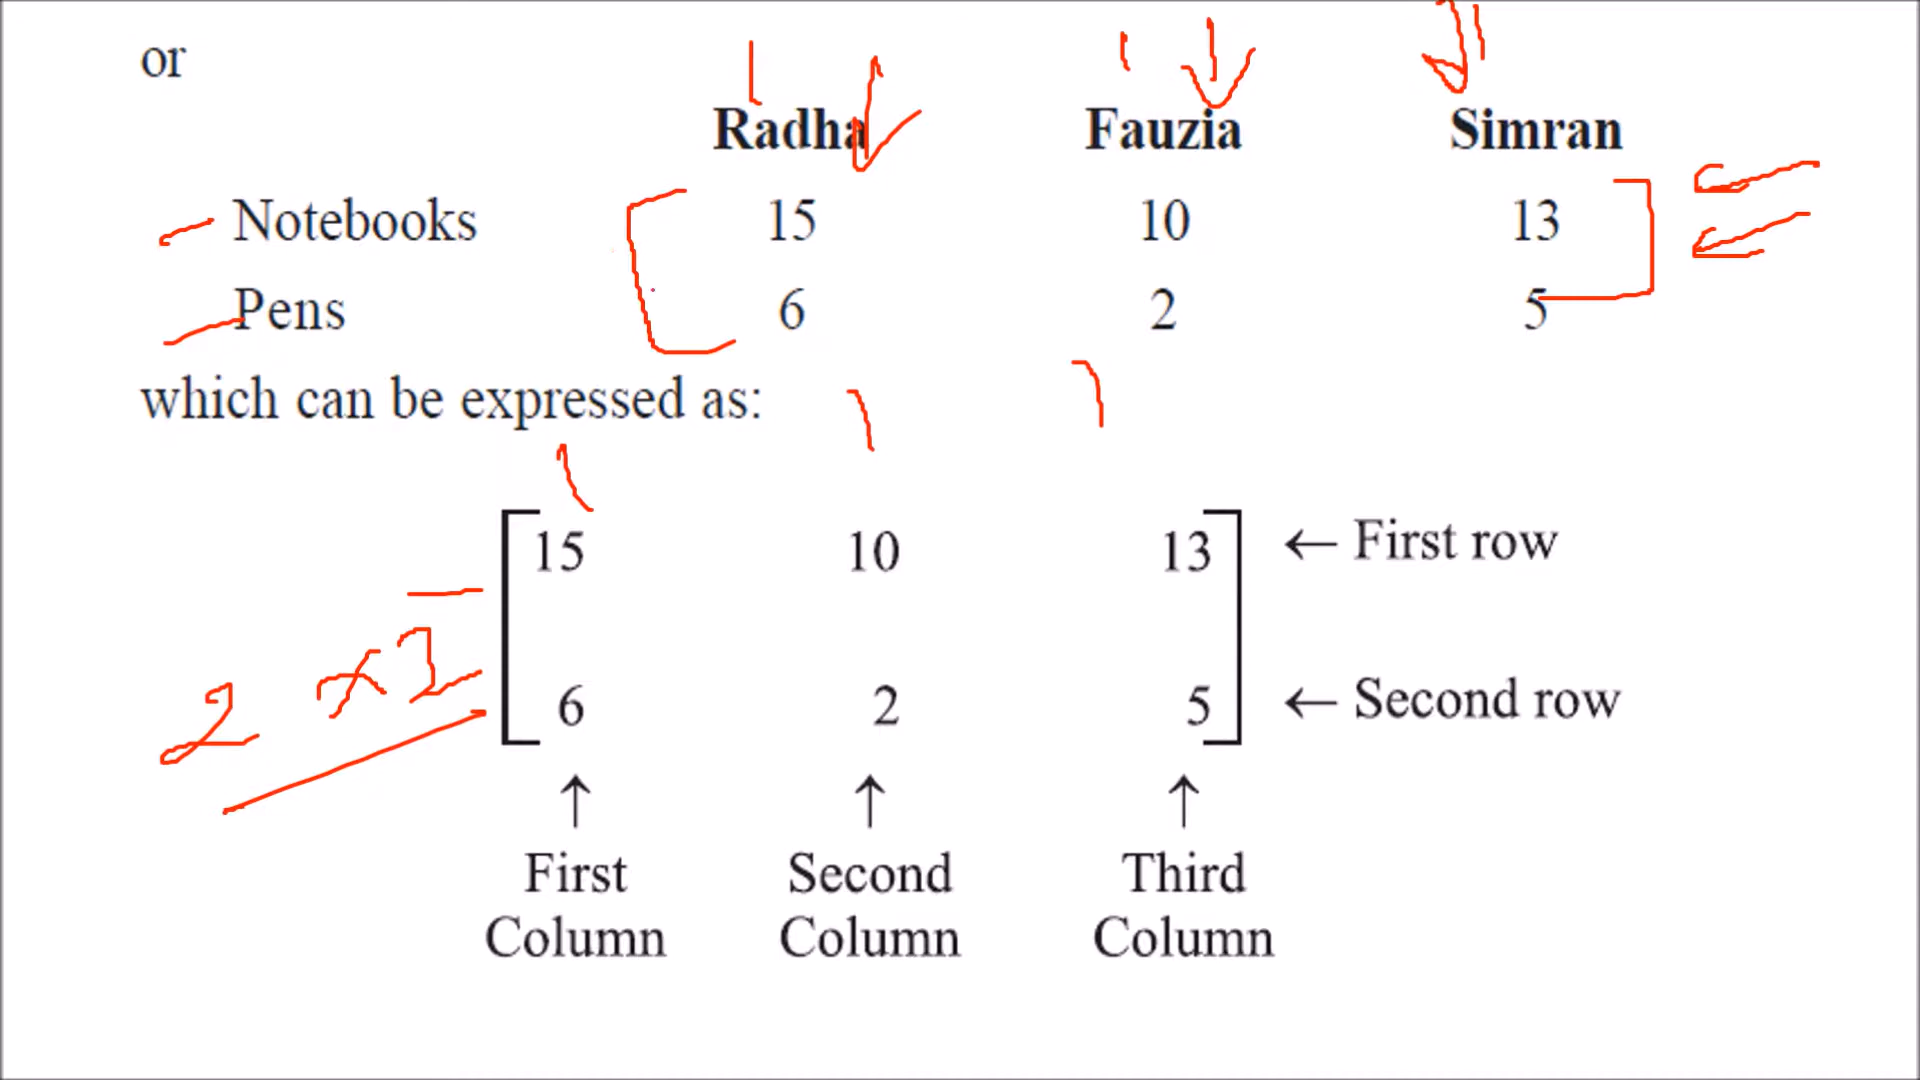 or
Radha Fauzia Simran
Notebooks 15 10 13
Pens 6 2 5
which can be expressed as:
15 10 13 ← First row
2 ×
6 2 5 ← Second row
↑ ↑ ↑
First Second Third
Column Column Column